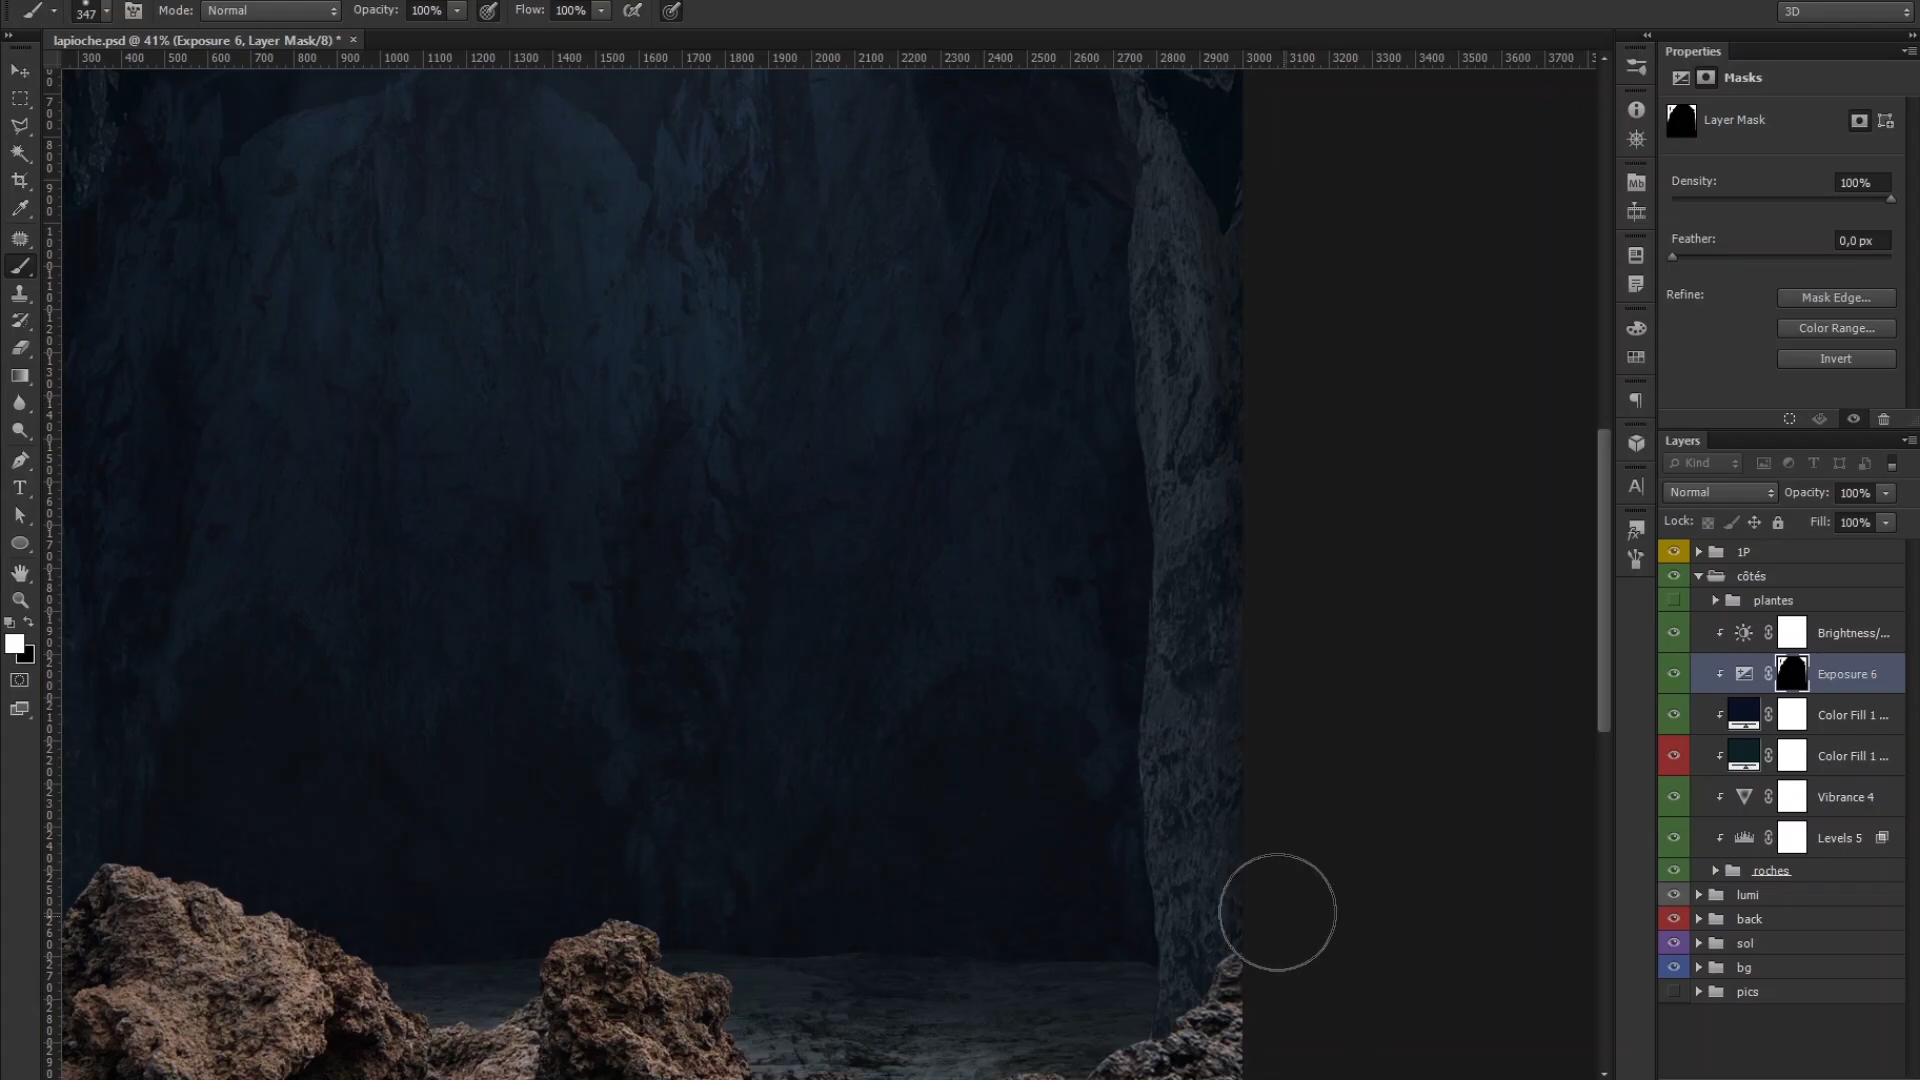 347 Mode: Normal Opacity: 100% Flow: 100% 3D
lapioche.psd @ 41% (Exposure 6, Layer Mask/8) * ×
300 400 500 600 700 800 900 1000 1100 1200 1300 1400 1500 1600 1700 1800 1900 2000 2100 2200 2300 2400 2500 2600 2700 2800 2900 3000 3100 3200 3300 3400 3500 3600 3700
Properties
Masks
Layer Mask
Density: 100%
Feather: 0,0 px
Refine: Mask Edge...
Color Range...
Invert
Layers
Kind
Normal Opacity: 100%
Lock: Fill: 100%
1P
côtés
plantes
Brightness/...
Exposure 6
Color Fill 1 ...
Color Fill 1 ...
Vibrance 4
Levels 5
roches
lumi
back
sol
bg
pics